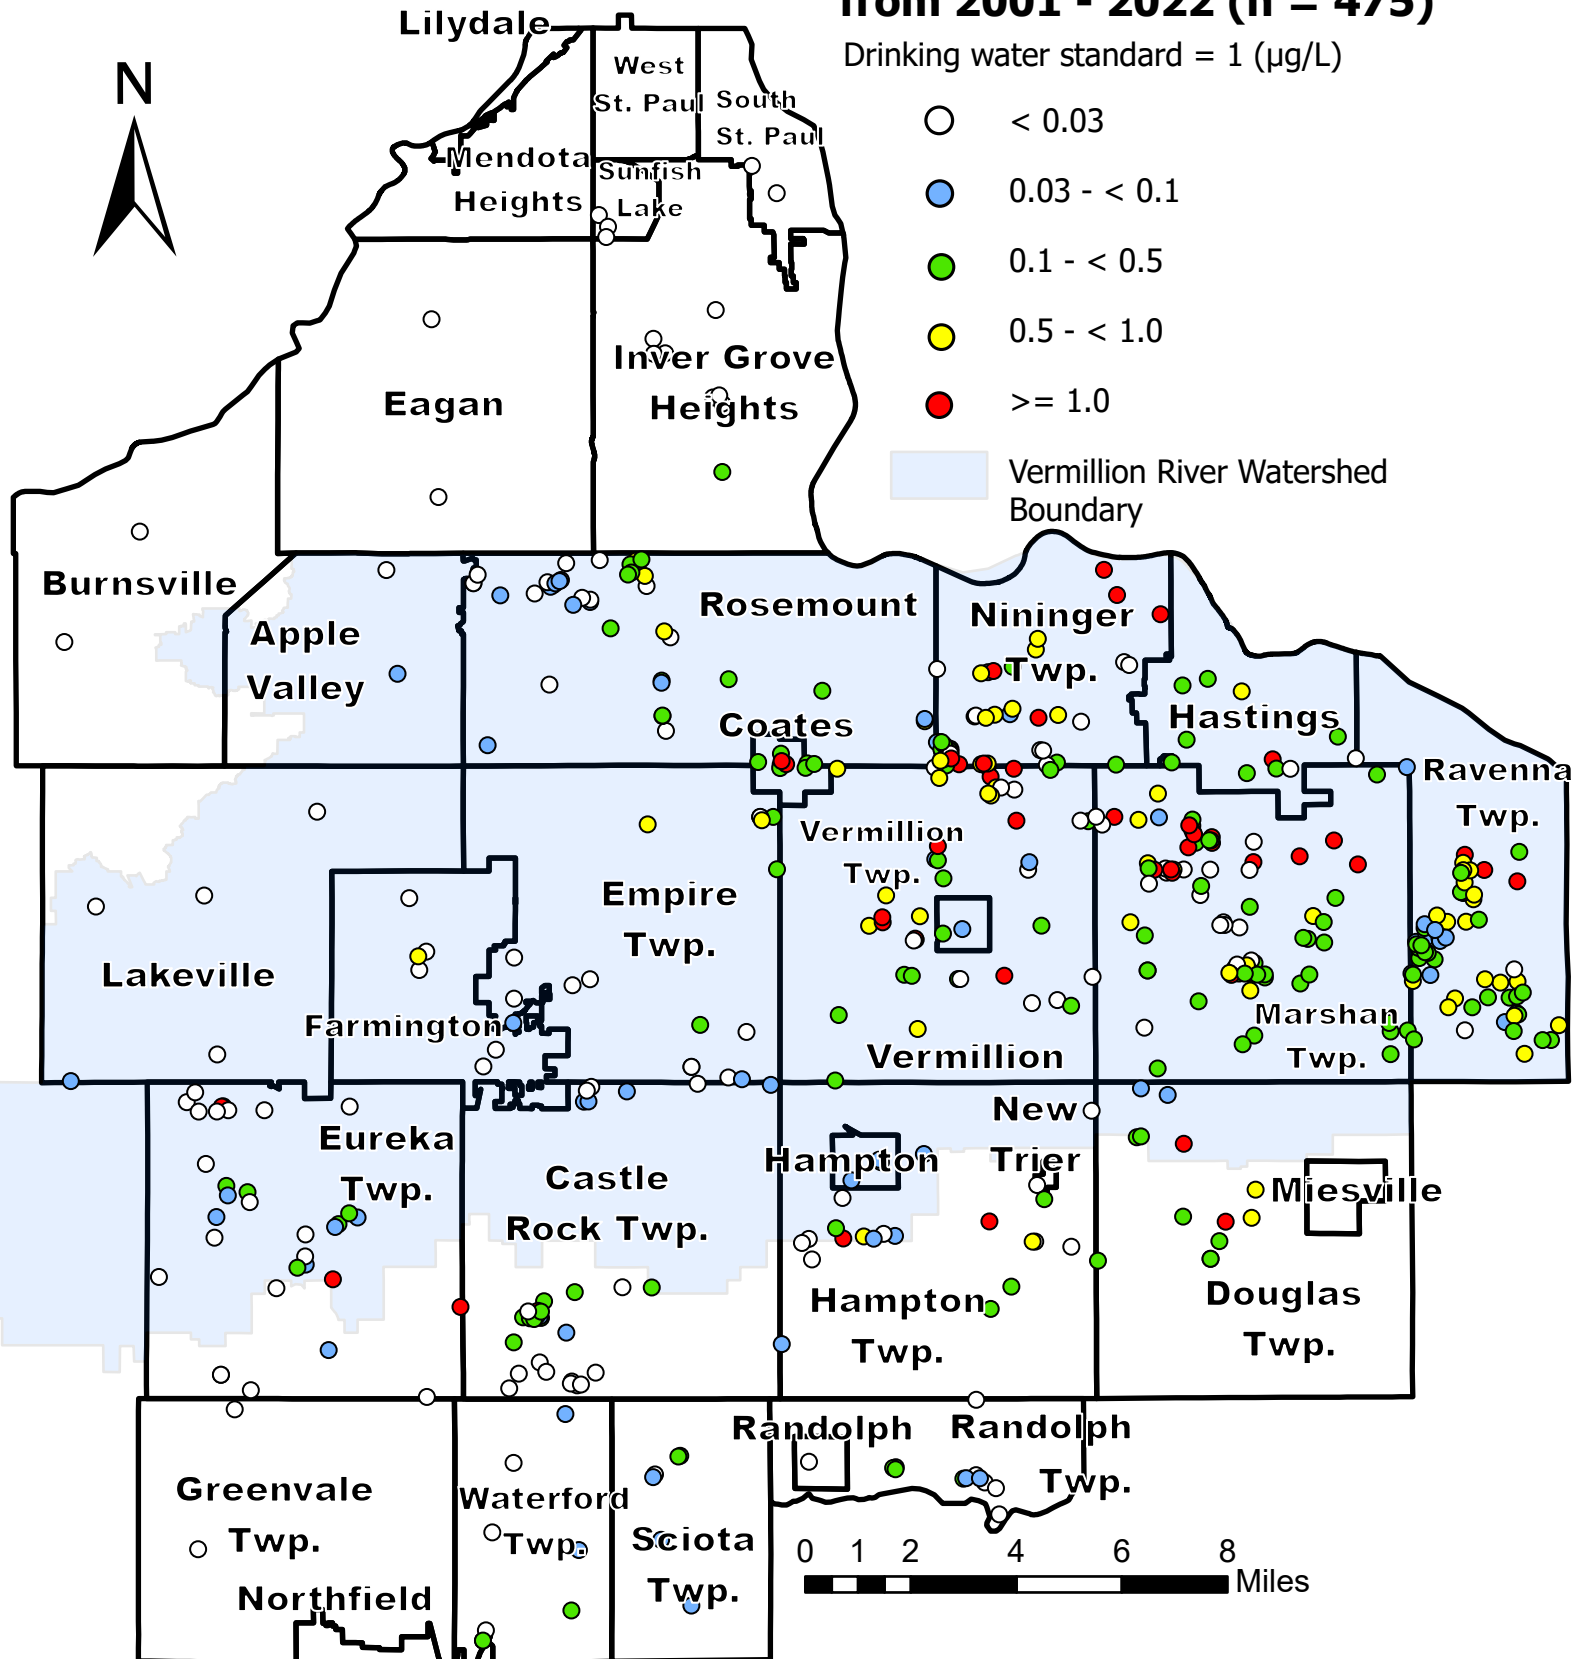 from 2001 - 2022 (n = 475)
Drinking water standard = 1 (µg/L)
< 0.03
0.03 - < 0.1
0.1 - < 0.5
0.5 - < 1.0
>= 1.0
Vermillion River Watershed
Boundary
N
Lilydale
West
St. Paul
South
St. Paul
Mendota
Heights
Sunfish
Lake
Inver Grove
Heights
Eagan
Burnsville
Apple
Valley
Rosemount
Nininger
Twp.
Coates
Hastings
Ravenna
Twp.
Vermillion
Twp.
Empire
Twp.
Lakeville
Farmington
Vermillion
Marshan
Twp.
New
Trier
Eureka
Twp.
Hampton
Castle
Rock Twp.
Miesville
Hampton
Twp.
Douglas
Twp.
Randolph
Randolph
Twp.
Greenvale
Twp.
Waterford
Twp.
Sciota
Twp.
Northfield
0 1 2 4 6 8
Miles